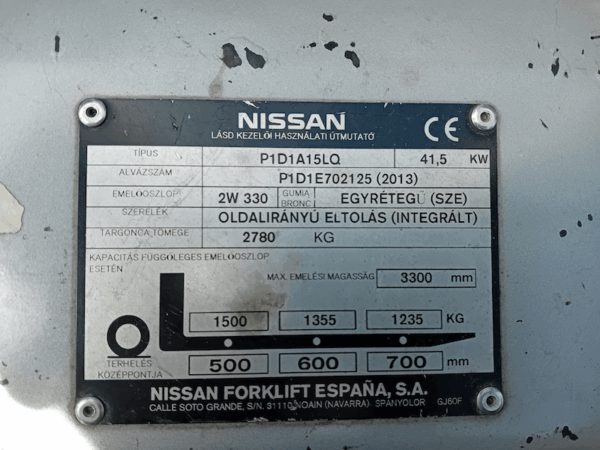 NISSAN
LÁSD KEZELŐI HASZNÁLATI ÚTMUTATÓ
CE
TÍPUS P1D1A15LQ 41,5 KW
ALVÁZSZÁM P1D1E702125 (2013)
EMELŐOSZLOP 2W 330 GUMIABRONC EGYRÉTEGŰ (SZE)
SZERELÉK OLDALIRÁNYÚ ELTOLÁS (INTEGRÁLT)
TARGONCA TÖMEGE 2780 KG
KAPACITÁS FÜGGŐLEGES EMELŐOSZLOP
ESETÉN
MAX. EMELÉSI MAGASSÁG 3300 mm
1500 1355 1235 KG
TERHELÉS
KÖZÉPPONTJA
500 600 700 mm
NISSAN FORKLIFT ESPAÑA, S.A.
CALLE SOTO GRANDE, S/N. 31110,NOAIN (NAVARRA) SPANYOLOR GJ60F